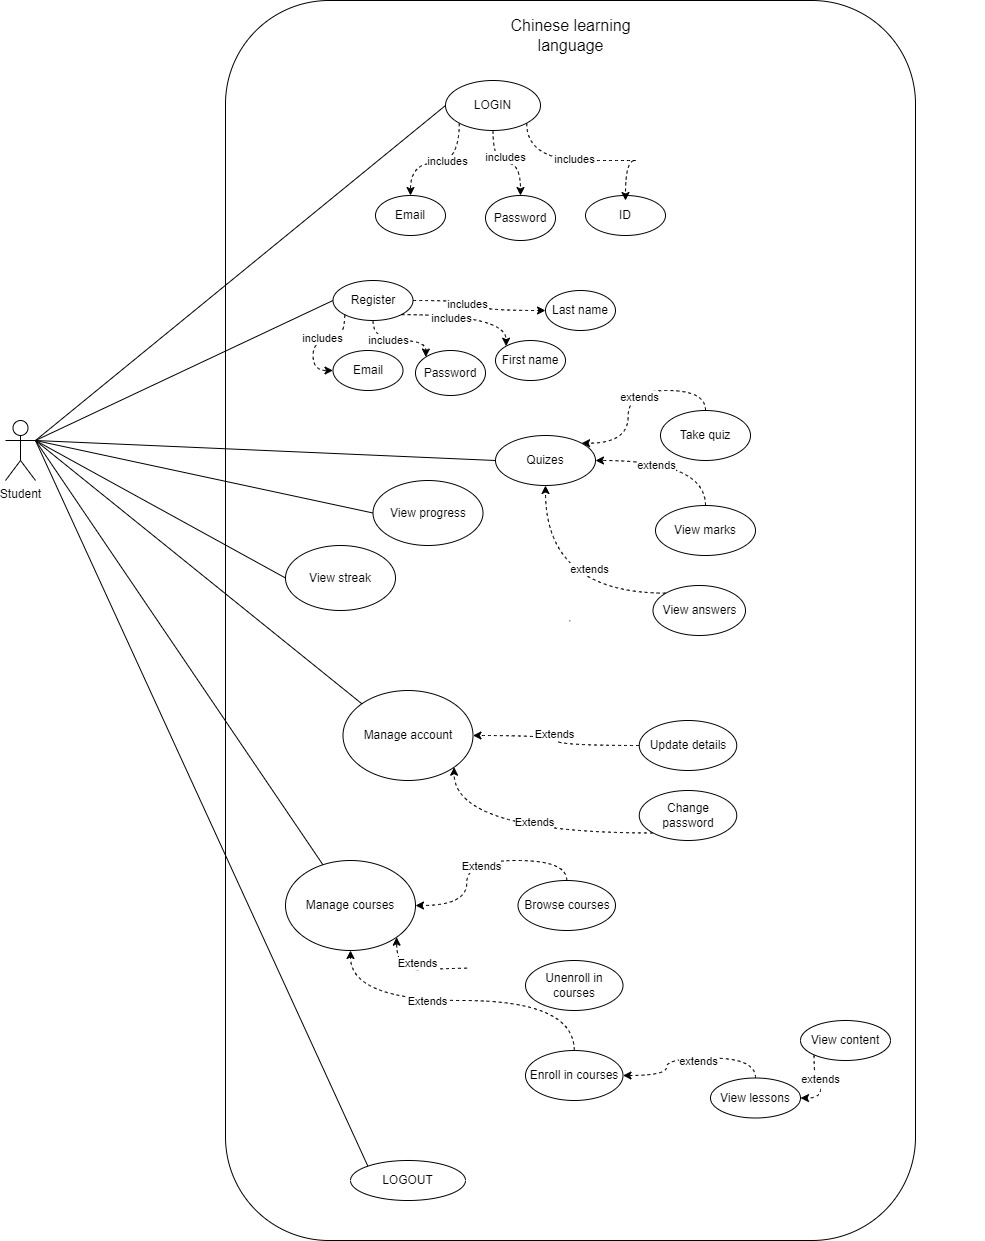 Chinese learning
language
LOGIN
includes
includes
includes
Email
Password
ID
Register
includes
Last name
includes
includes
includes
Email
Password
First name
extends
Take quiz
Quizes
extends
Student
View progress
View marks
extends
View streak
View answers
Manage account
Extends
Update details
Change
password
Extends
Extends
Manage courses
Browse courses
Extends
Unenroll in
courses
Extends
View content
Enroll in courses
extends
extends
View lessons
LOGOUT